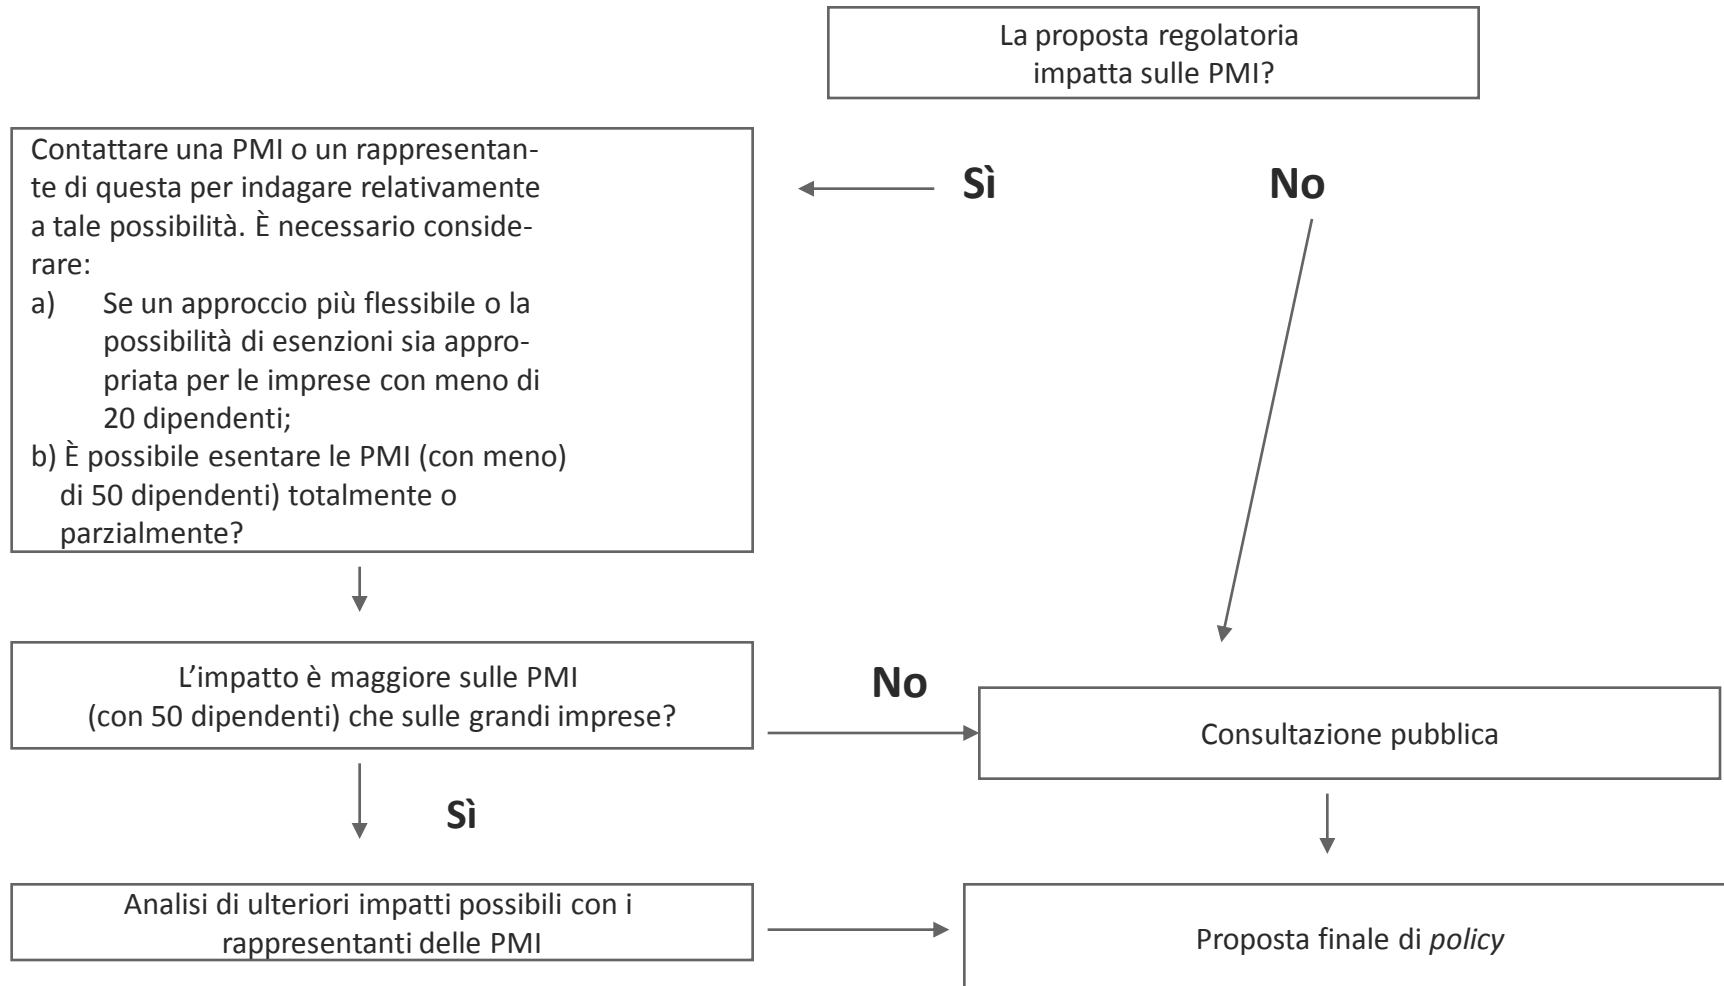 La proposta regolatoria
impatta sulle PMI?
Contattare una PMI o un rappresentan-
te di questa per indagare relativamente
a tale possibilità. È necessario conside-
rare:
a) Se un approccio più flessibile o la
possibilità di esenzioni sia appro-
priata per le imprese con meno di
20 dipendenti;
b) È possibile esentare le PMI (con meno)
di 50 dipendenti) totalmente o
parzialmente?
Sì
No
L’impatto è maggiore sulle PMI
(con 50 dipendenti) che sulle grandi imprese?
No
Consultazione pubblica
Sì
Analisi di ulteriori impatti possibili con i
rappresentanti delle PMI
Proposta finale di policy